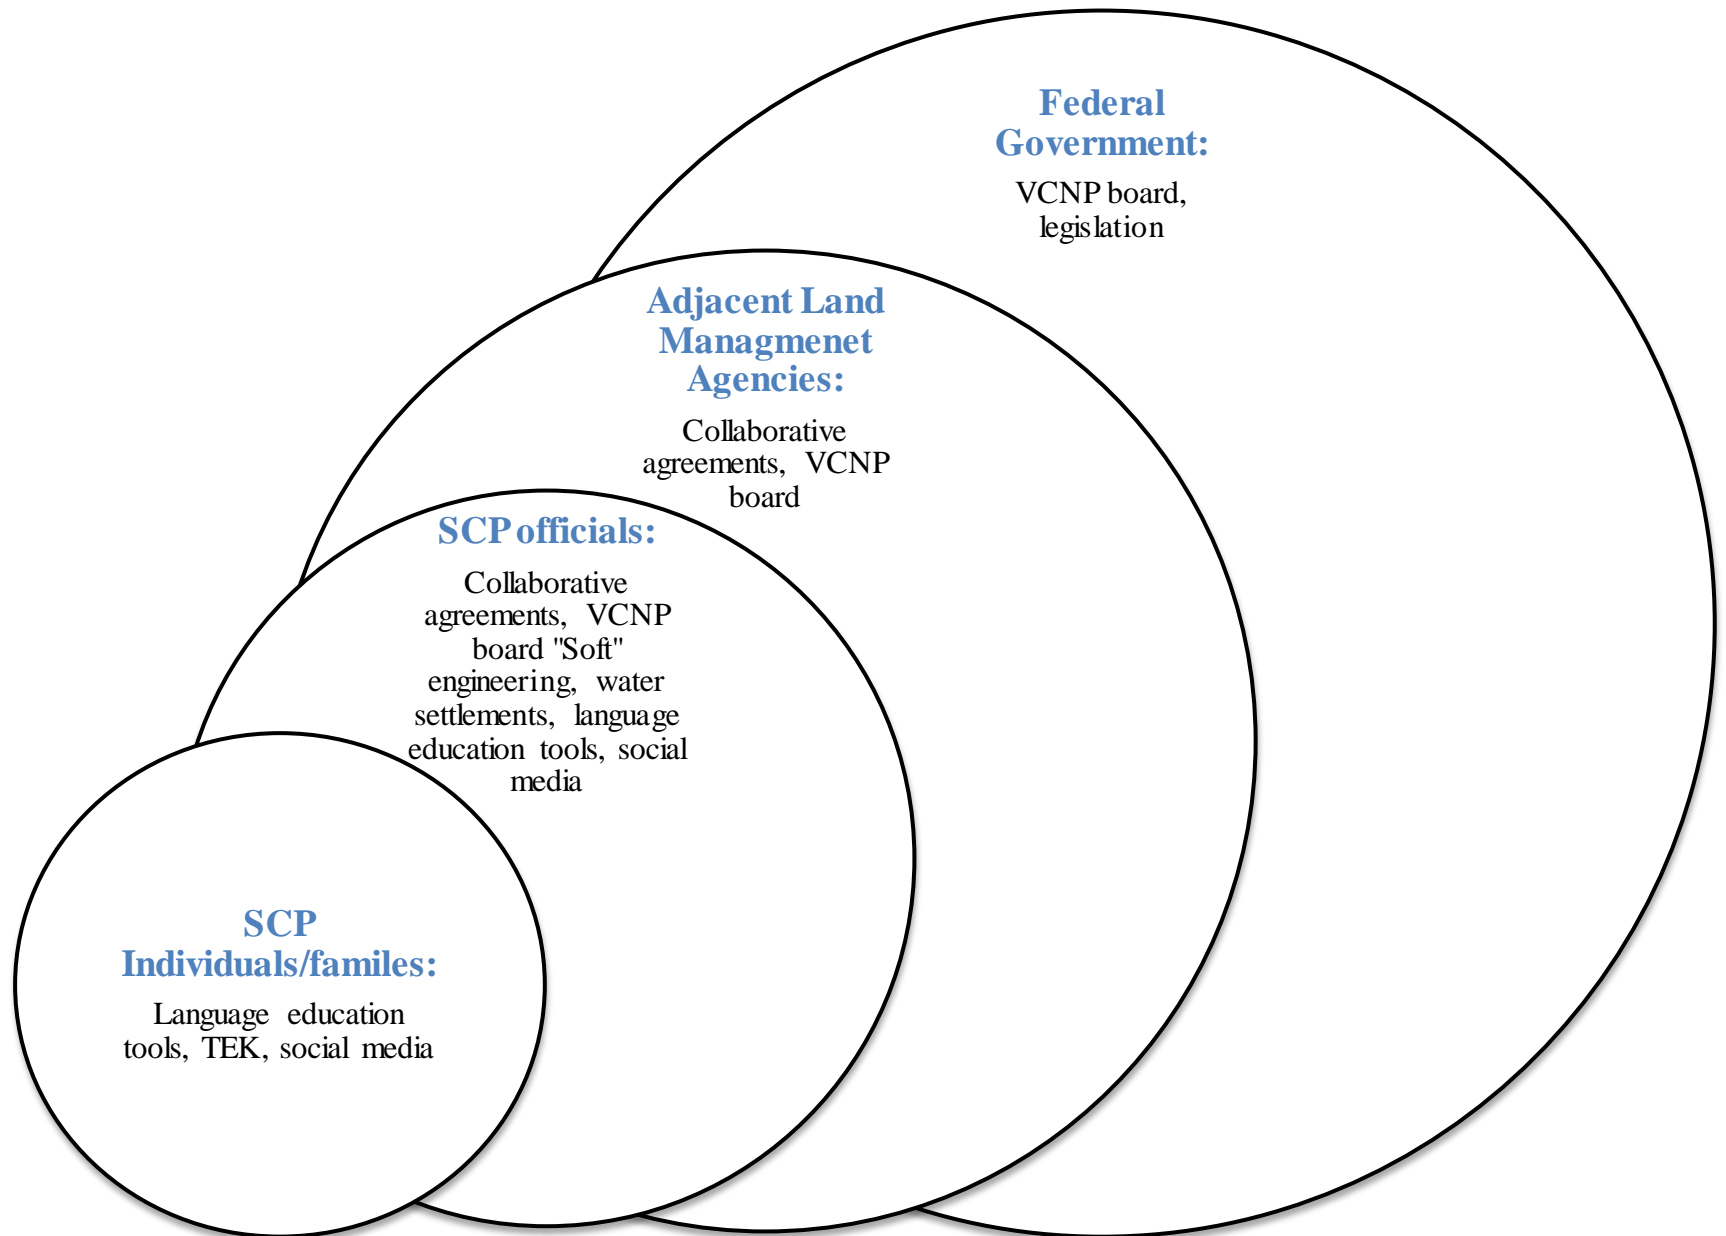 Federal
Government:
VCNP board,
legislation
Adjacent Land
Managmenet
Agencies:
Collaborative
agreements, VCNP
board
SCP officials:
Collaborative
agreements, VCNP
board "Soft"
engineering, water
settlements, language
education tools, social
media
SCP
Individuals/familes:
Language education
tools, TEK, social media